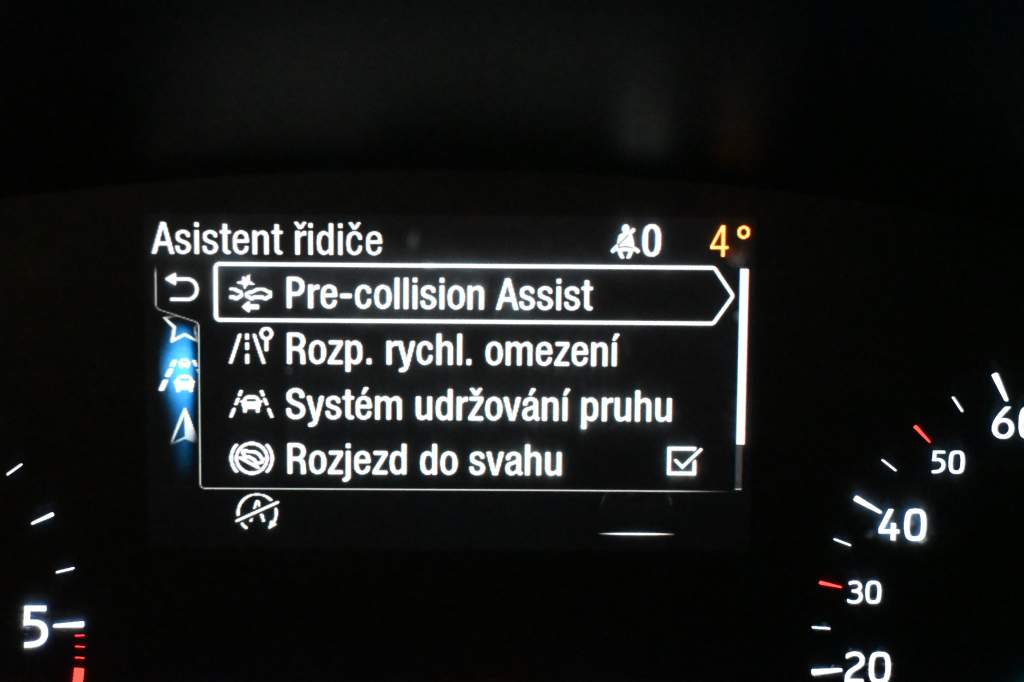 Asistent řidiče 0 4°
Pre-collision Assist
Rozp. rychl. omezení
Systém udržování pruhu
Rozjezd do svahu
A
5
60
50
40
30
20